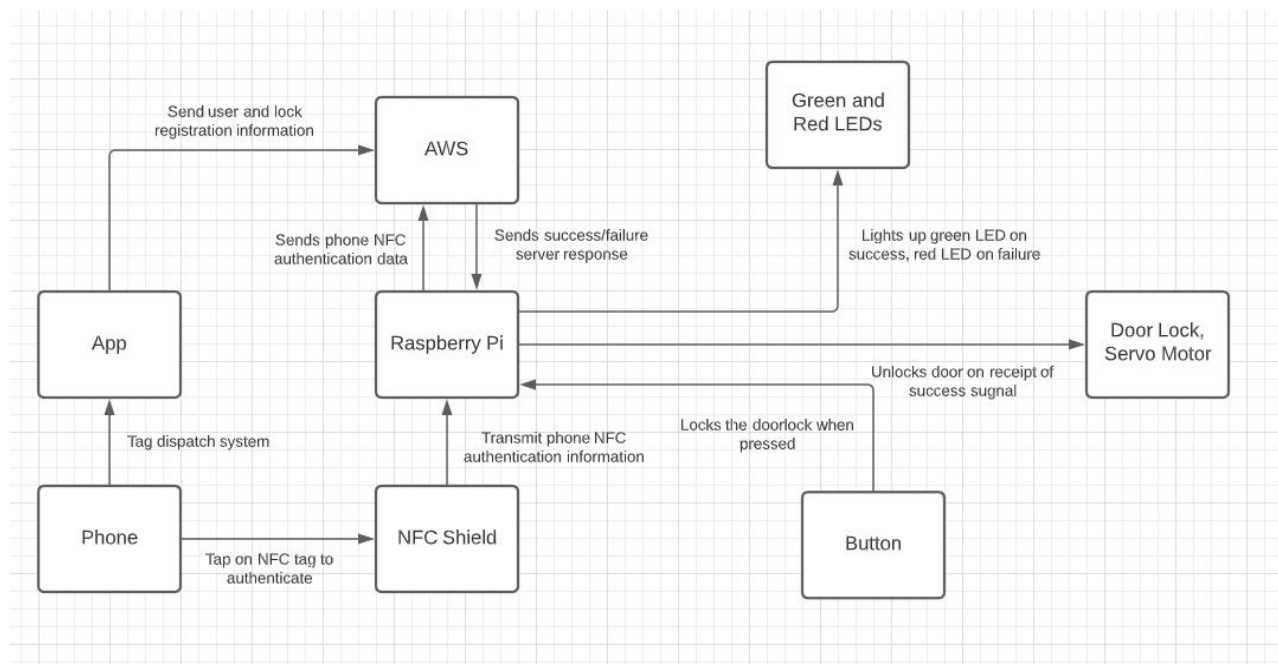 Green and
Red LEDs
Send user and lock
registration information
AWS
Sends phone NFC
authentication data
Sends success/failure
server response
Lights up green LED on
success, red LED on failure
App
Raspberry Pi
Door Lock,
Servo Motor
Unlocks door on receipt of
success sugnal
Tag dispatch system
Transmit phone NFC
authentication information
Locks the doorlock when
pressed
Phone
NFC Shield
Button
Tap on NFC tag to
authenticate